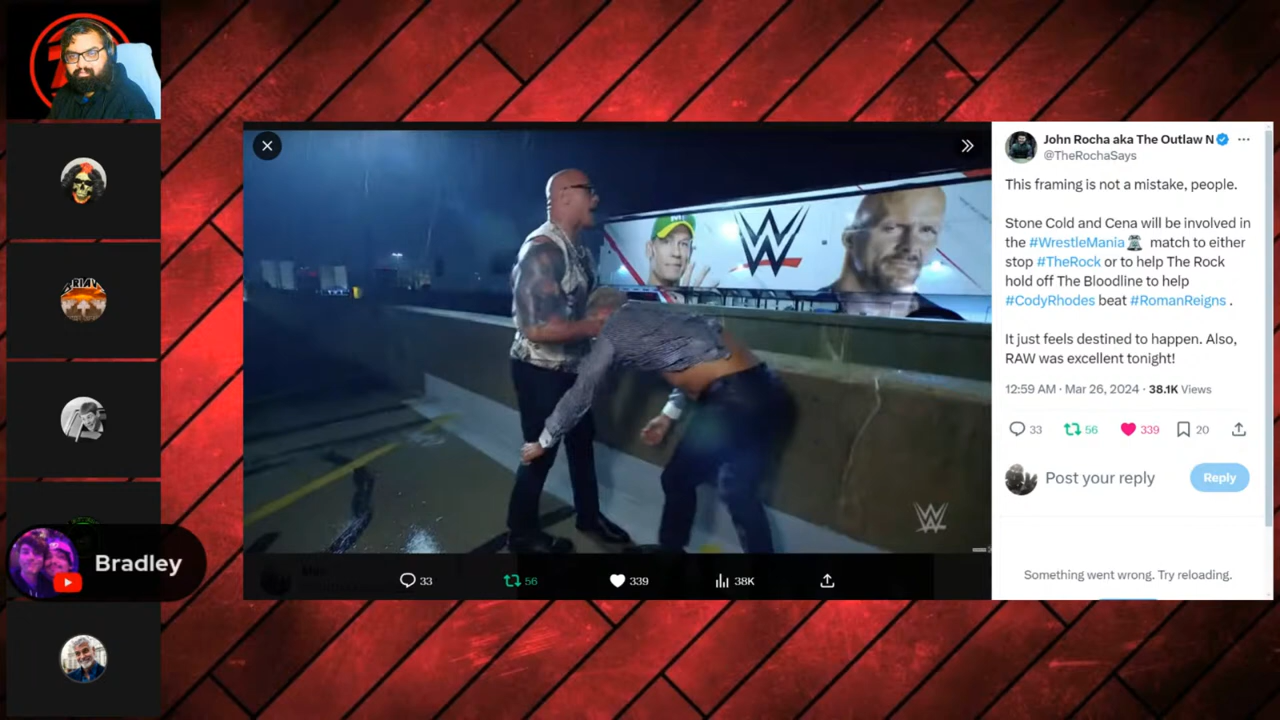 John Rocha aka The Outlaw N
@TheRochaSays
This framing is not a mistake, people.
Stone Cold and Cena will be involved in
the #WrestleMania match to either
stop #TheRock or to help The Rock
hold off The Bloodline to help
#CodyRhodes beat #RomanReigns .
It just feels destined to happen. Also,
RAW was excellent tonight!
12:59 AM · Mar 26, 2024 · 38.1K Views
33 56 339 20
Post your reply
Reply
Something went wrong. Try reloading.
33 56 339 38K
Bradley
W
W